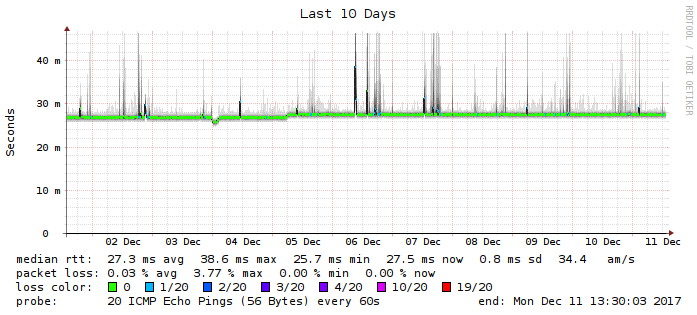 Last 10 Days
RRDTOOL / TOBI OETIKER
Seconds
40 m
30 m
20 m
10 m
0
02 Dec 03 Dec 04 Dec 05 Dec 06 Dec 07 Dec 08 Dec 09 Dec 10 Dec 11 Dec
median rtt: 27.3 ms avg 38.6 ms max 25.7 ms min 27.5 ms now 0.8 ms sd 34.4 am/s
packet loss: 0.03 % avg 3.77 % max 0.00 % min 0.00 % now
loss color: 0 1/20 2/20 3/20 4/20 10/20 19/20
probe: 20 ICMP Echo Pings (56 Bytes) every 60s end: Mon Dec 11 13:30:03 2017